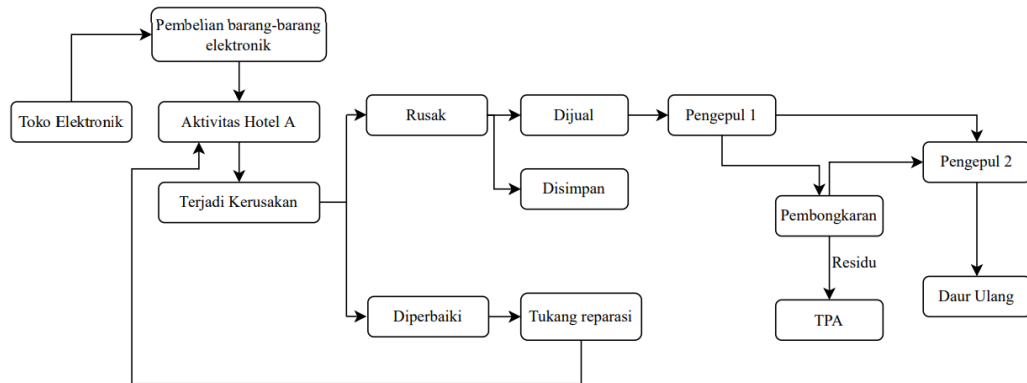 Pembelian barang-barang
elektronik
Toko Elektronik
Aktivitas Hotel A
Rusak
Dijual
Pengepul 1
Pengepul 2
Terjadi Kerusakan
Disimpan
Pembongkaran
Residu
Daur Ulang
Diperbaiki
Tukang reparasi
TPA